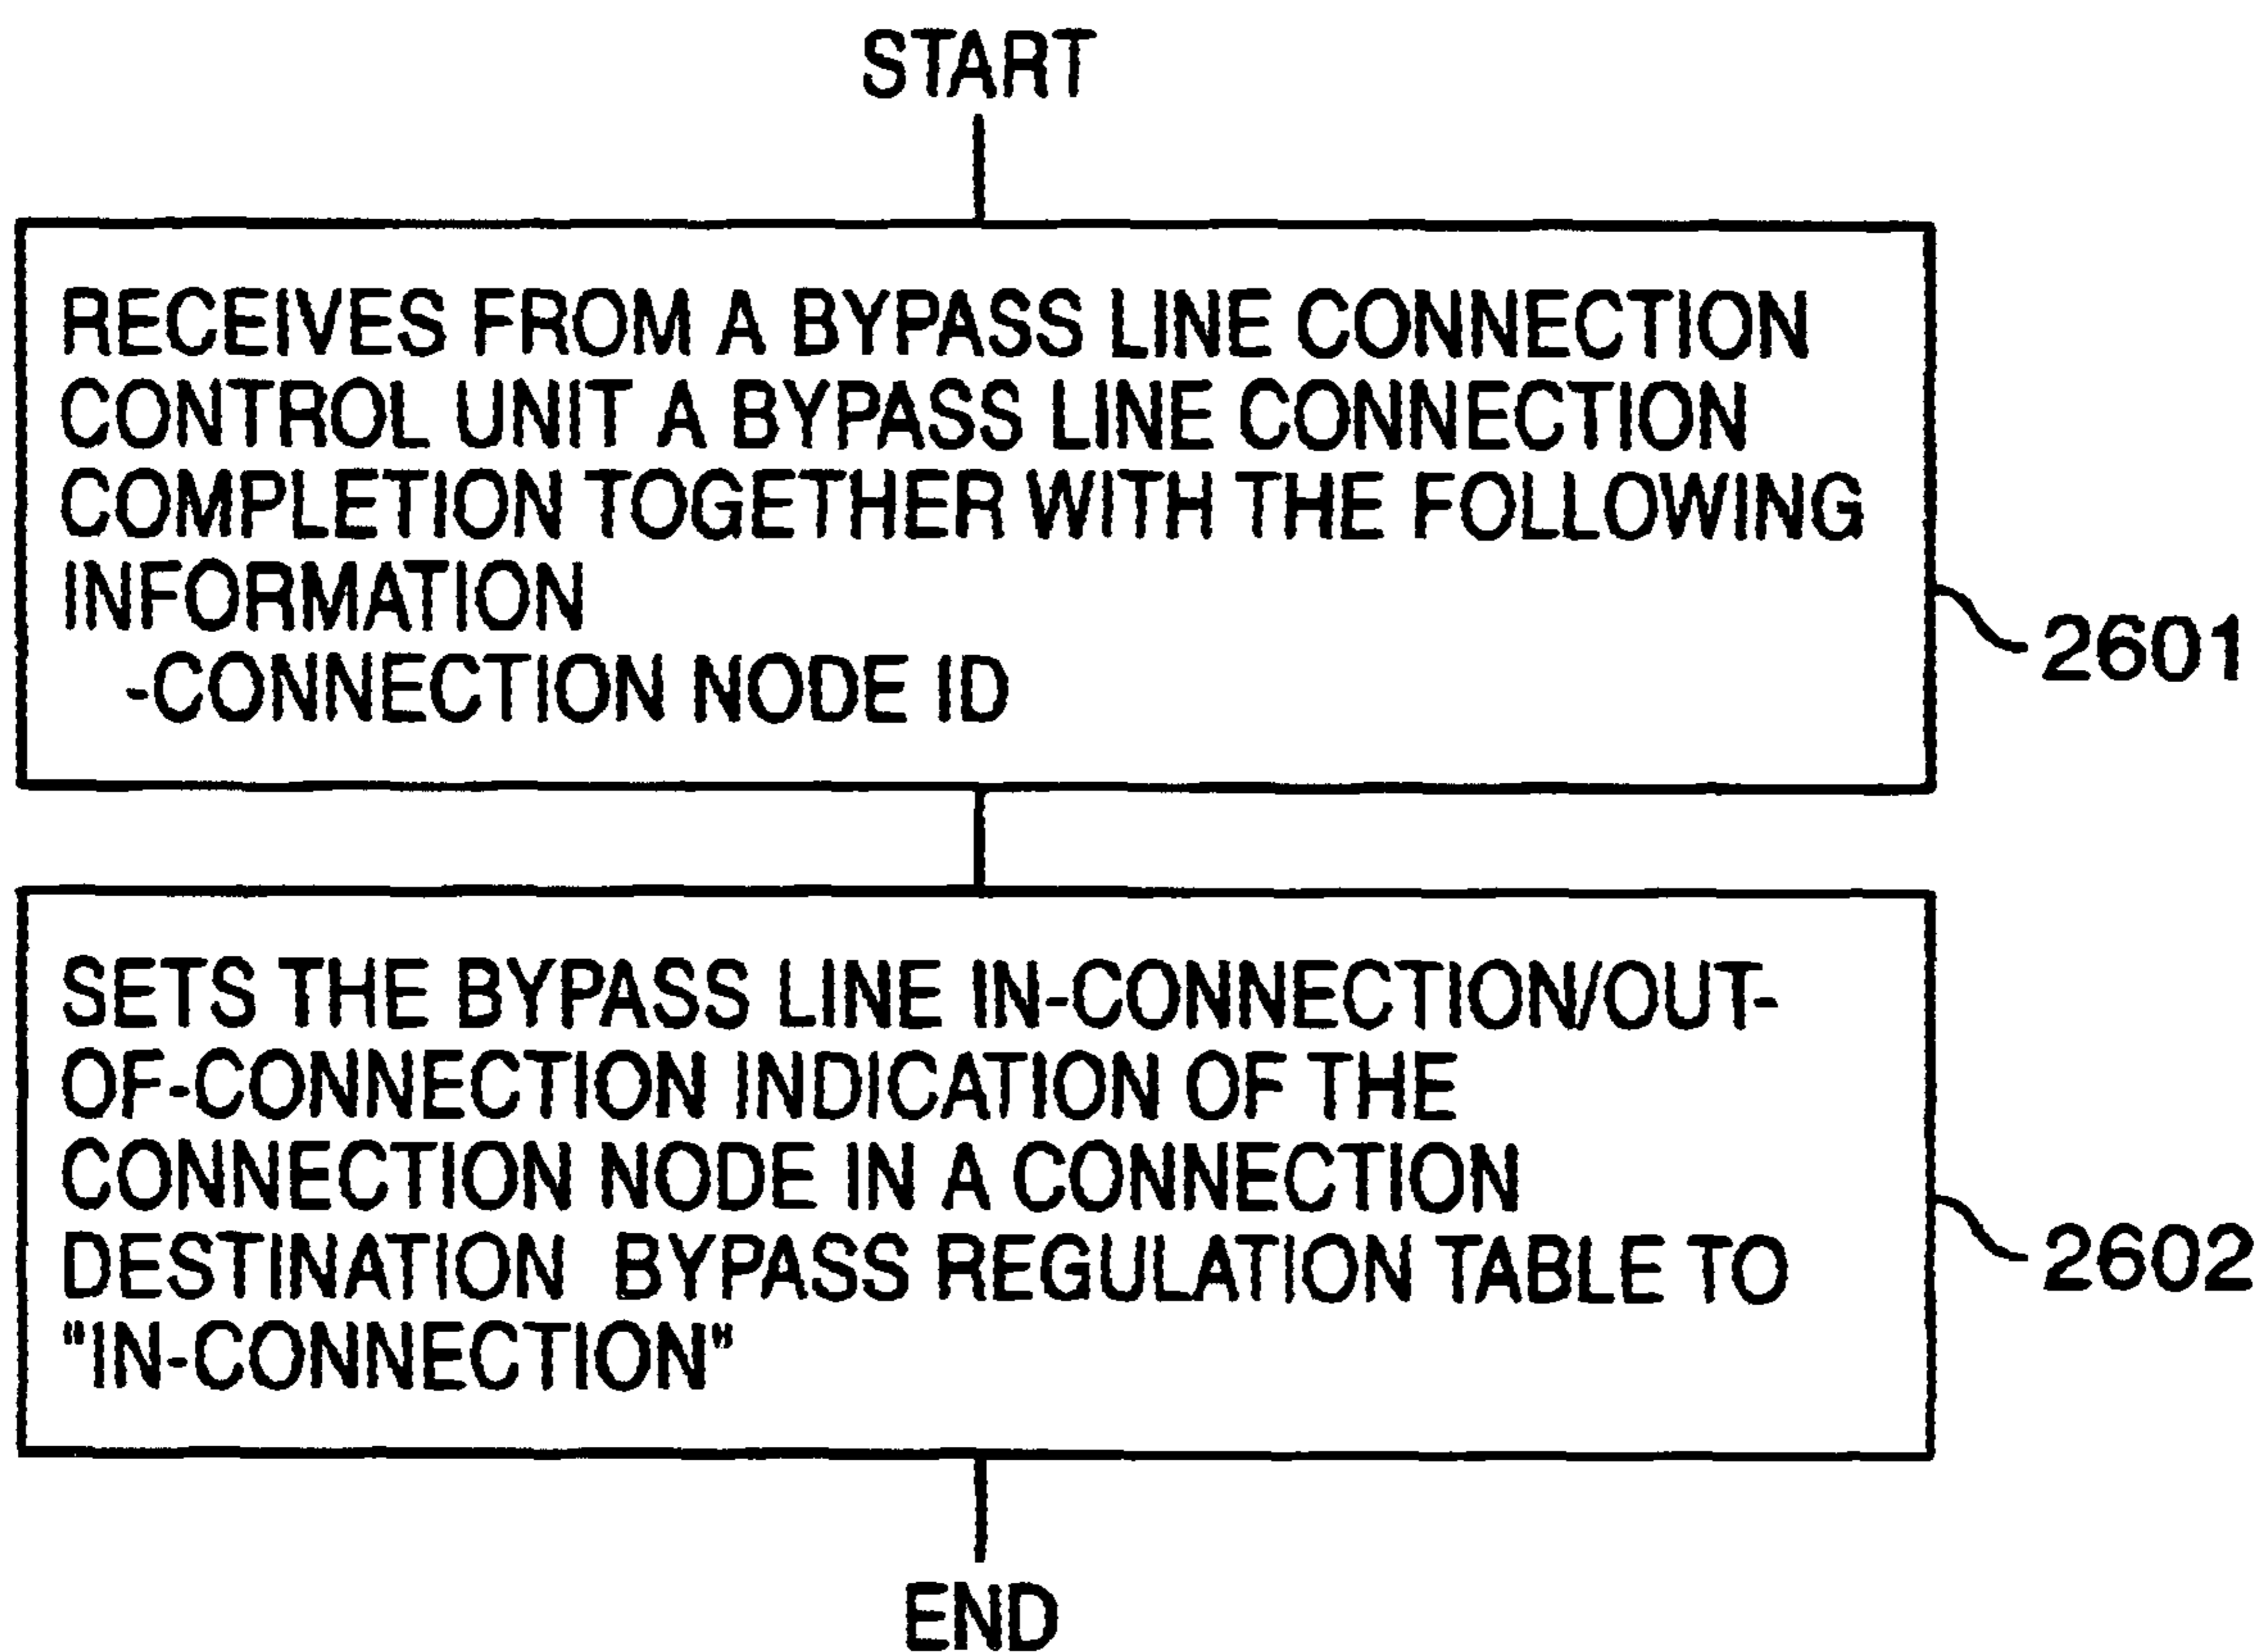 START
RECEIVES FROM A BYPASS LINE CONNECTION
CONTROL UNIT A BYPASS LINE CONNECTION
COMPLETION TOGETHER WITH THE FOLLOWING
INFORMATION
-CONNECTION NODE ID
2601
SETS THE BYPASS LINE IN-CONNECTION/OUT-
OF-CONNECTION INDICATION OF THE
CONNECTION NODE IN A CONNECTION
DESTINATION BYPASS REGULATION TABLE TO
"IN-CONNECTION"
2602
END